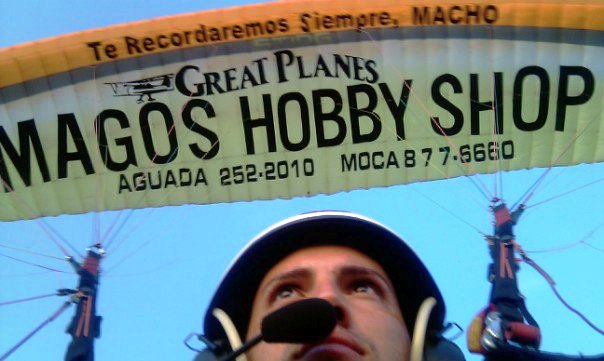 Te Recordaremos Siempre, MACHO
GREAT PLANES
MAGOS HOBBY SHOP
AGUADA 252-2010 MOCA 877-6660